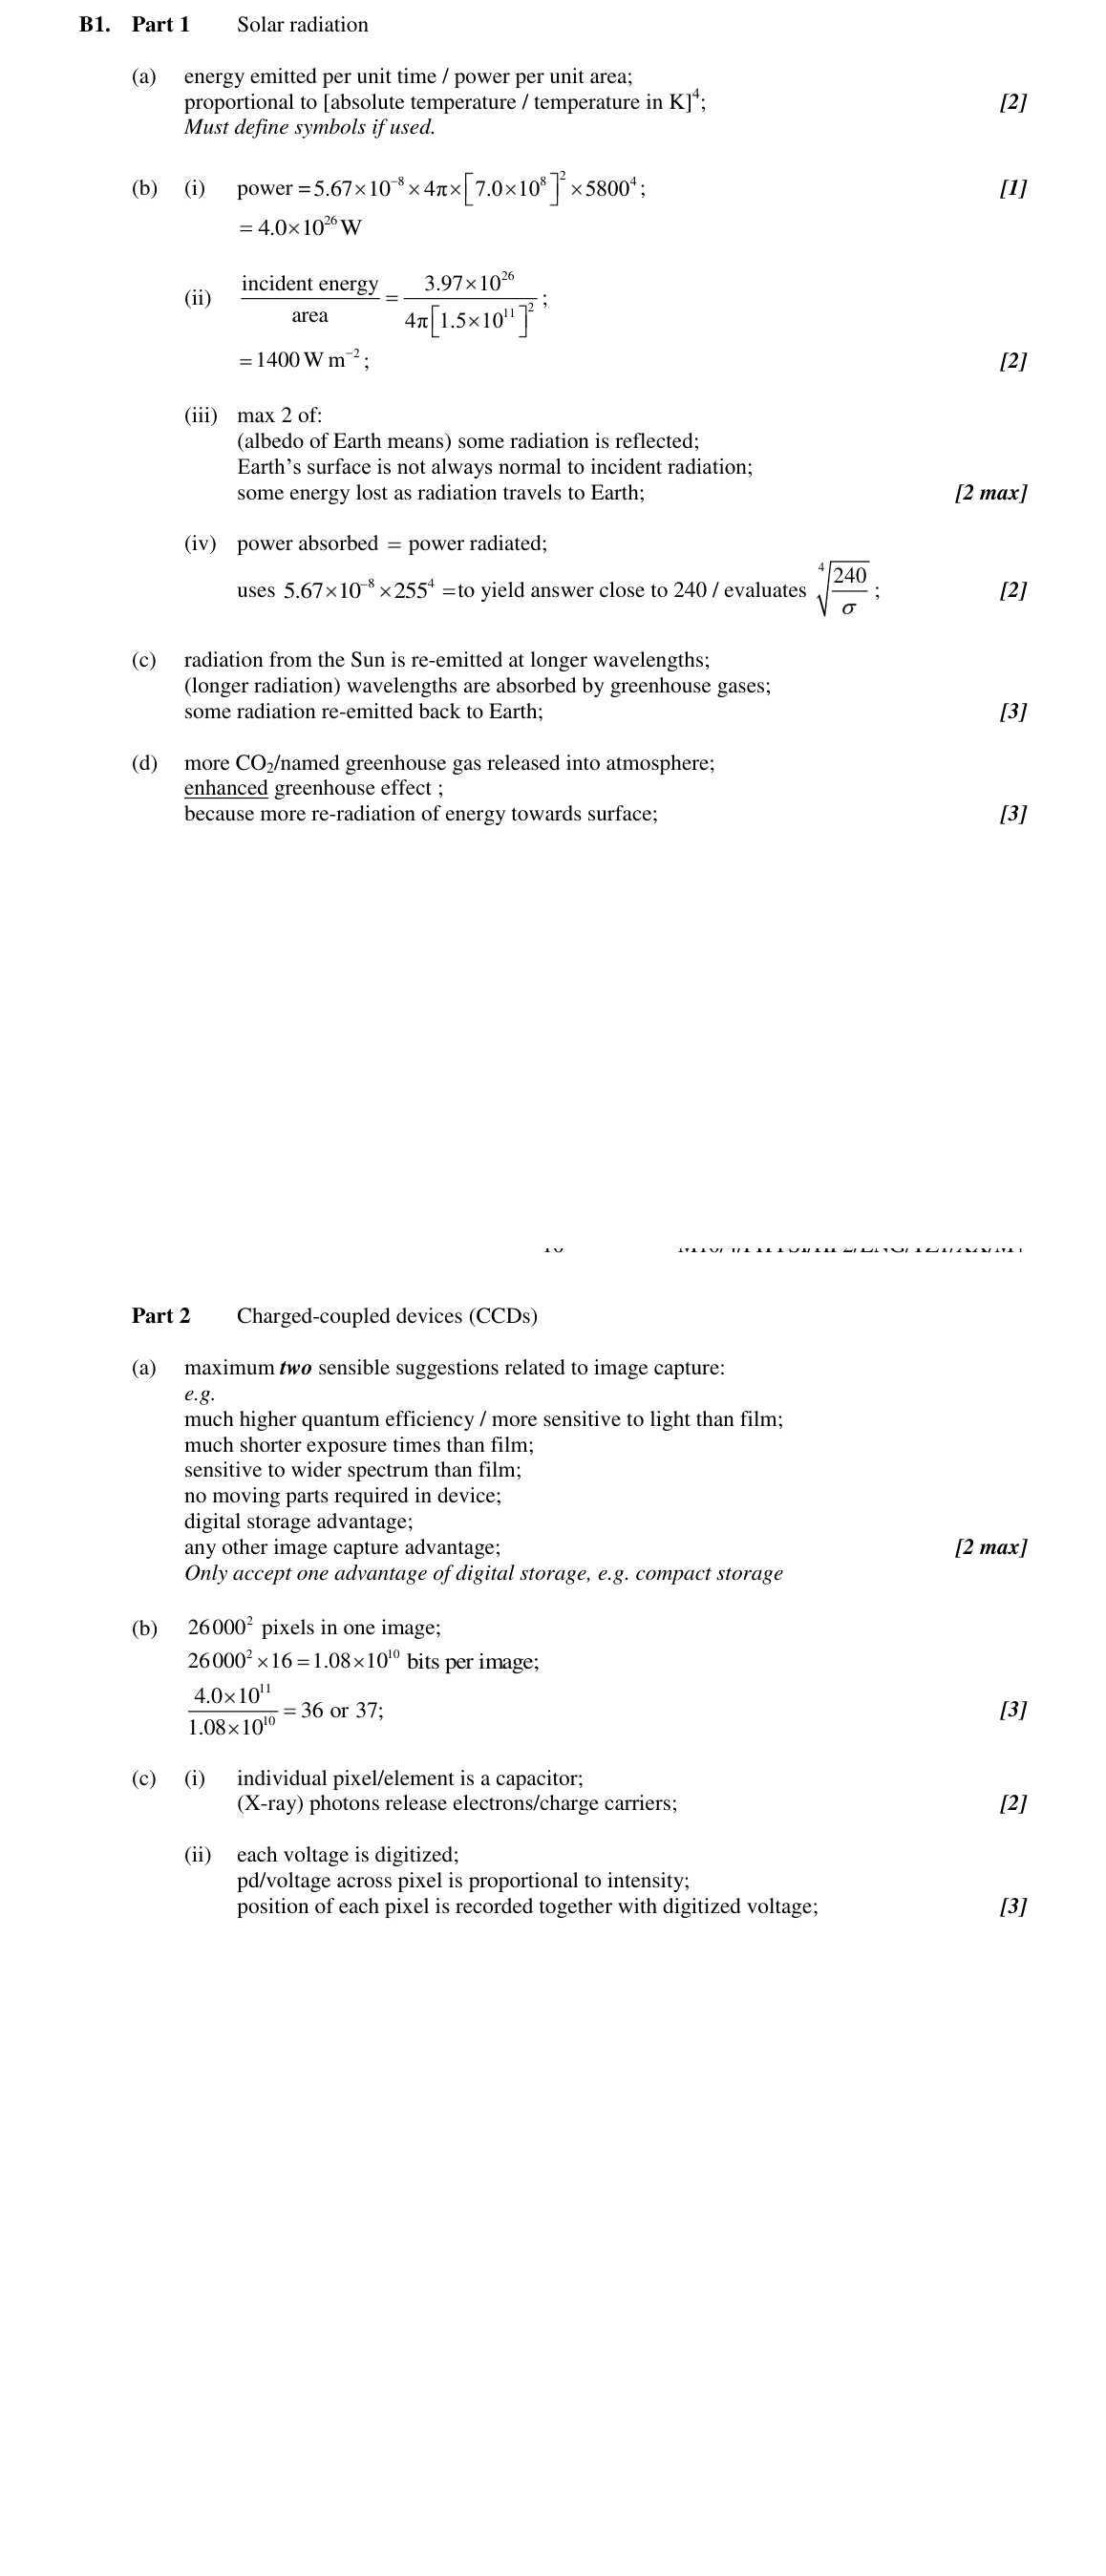 B1. Part 1 Solar radiation
(a) energy emitted per unit time / power per unit area;
proportional to [absolute temperature / temperature in K]⁴; [2]
Must define symbols if used.
(b) (i) power = 5.67×10⁻⁸ × 4π × [7.0×10⁸]² × 5800⁴; [1]
= 4.0×10²⁶ W
(ii) incident energy / area = 3.97×10²⁶ / 4π[1.5×10¹¹]² ;
= 1400 W m⁻²; [2]
(iii) max 2 of:
(albedo of Earth means) some radiation is reflected;
Earth’s surface is not always normal to incident radiation;
some energy lost as radiation travels to Earth; [2 max]
(iv) power absorbed = power radiated;
uses 5.67×10⁻⁸ × 255⁴ = to yield answer close to 240 / evaluates ⁴√(240/σ) ; [2]
(c) radiation from the Sun is re-emitted at longer wavelengths;
(longer radiation) wavelengths are absorbed by greenhouse gases;
some radiation re-emitted back to Earth; [3]
(d) more CO₂/named greenhouse gas released into atmosphere;
enhanced greenhouse effect ;
because more re-radiation of energy towards surface; [3]
Part 2 Charged-coupled devices (CCDs)
(a) maximum two sensible suggestions related to image capture:
e.g.
much higher quantum efficiency / more sensitive to light than film;
much shorter exposure times than film;
sensitive to wider spectrum than film;
no moving parts required in device;
digital storage advantage;
any other image capture advantage; [2 max]
Only accept one advantage of digital storage, e.g. compact storage
(b) 26000² pixels in one image;
26000² × 16 = 1.08×10¹⁰ bits per image;
4.0×10¹¹ / 1.08×10¹⁰ = 36 or 37; [3]
(c) (i) individual pixel/element is a capacitor;
(X-ray) photons release electrons/charge carriers; [2]
(ii) each voltage is digitized;
pd/voltage across pixel is proportional to intensity;
position of each pixel is recorded together with digitized voltage; [3]